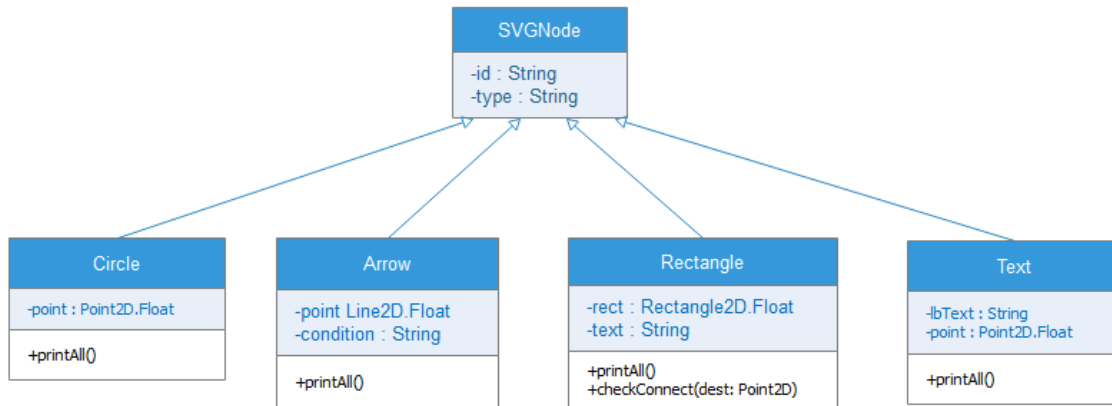 SVGNode
-id : String
-type : String
Circle
-point : Point2D.Float
+printAll()
Arrow
-point Line2D.Float
-condition : String
+printAll()
Rectangle
-rect : Rectangle2D.Float
-text : String
+printAll()
+checkConnect(dest: Point2D)
Text
-lbText : String
-point : Point2D.Float
+printAll()